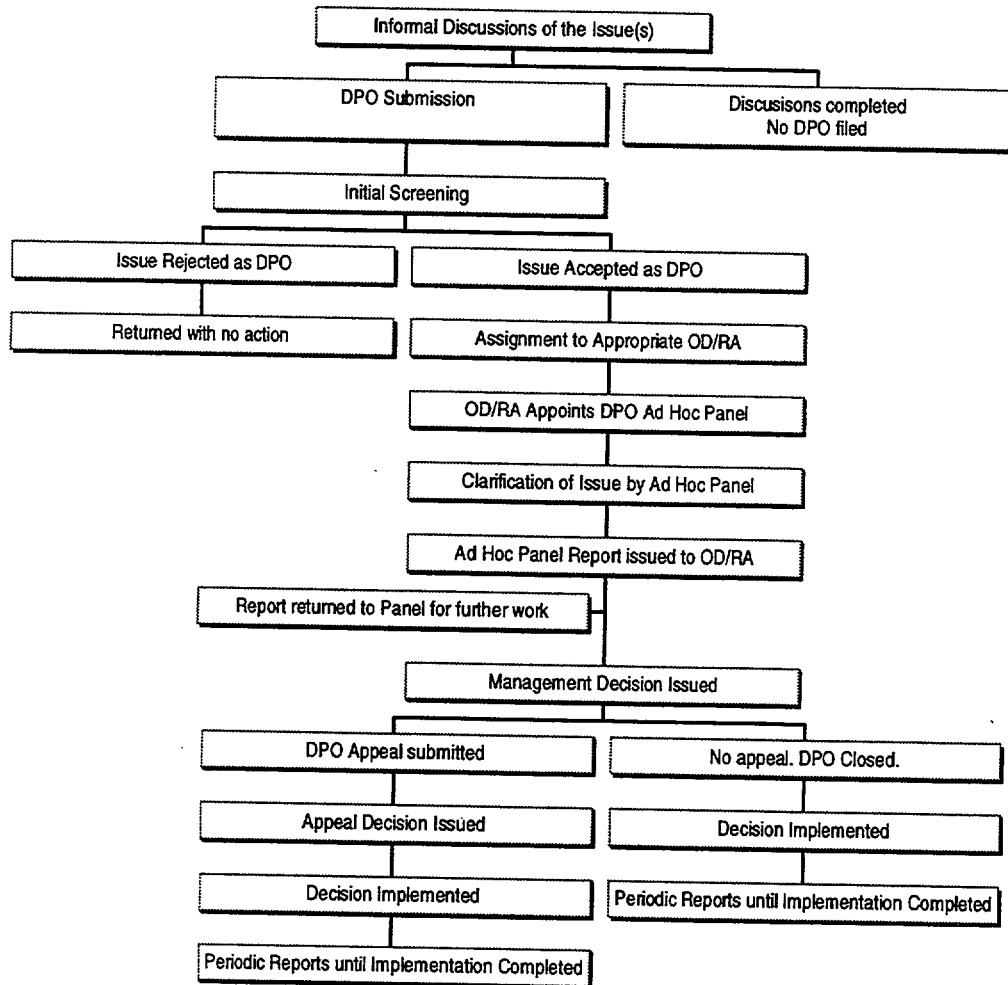 Informal Discussions of the Issue(s)
DPO Submission
Discusisons completed
No DPO filed
Initial Screening
Issue Rejected as DPO
Issue Accepted as DPO
Returned with no action
Assignment to Appropriate OD/RA
OD/RA Appoints DPO Ad Hoc Panel
Clarification of Issue by Ad Hoc Panel
Ad Hoc Panel Report issued to OD/RA
Report returned to Panel for further work
Management Decision Issued
DPO Appeal submitted
No appeal. DPO Closed.
Appeal Decision Issued
Decision Implemented
Decision Implemented
Periodic Reports until Implementation Completed
Periodic Reports until Implementation Completed